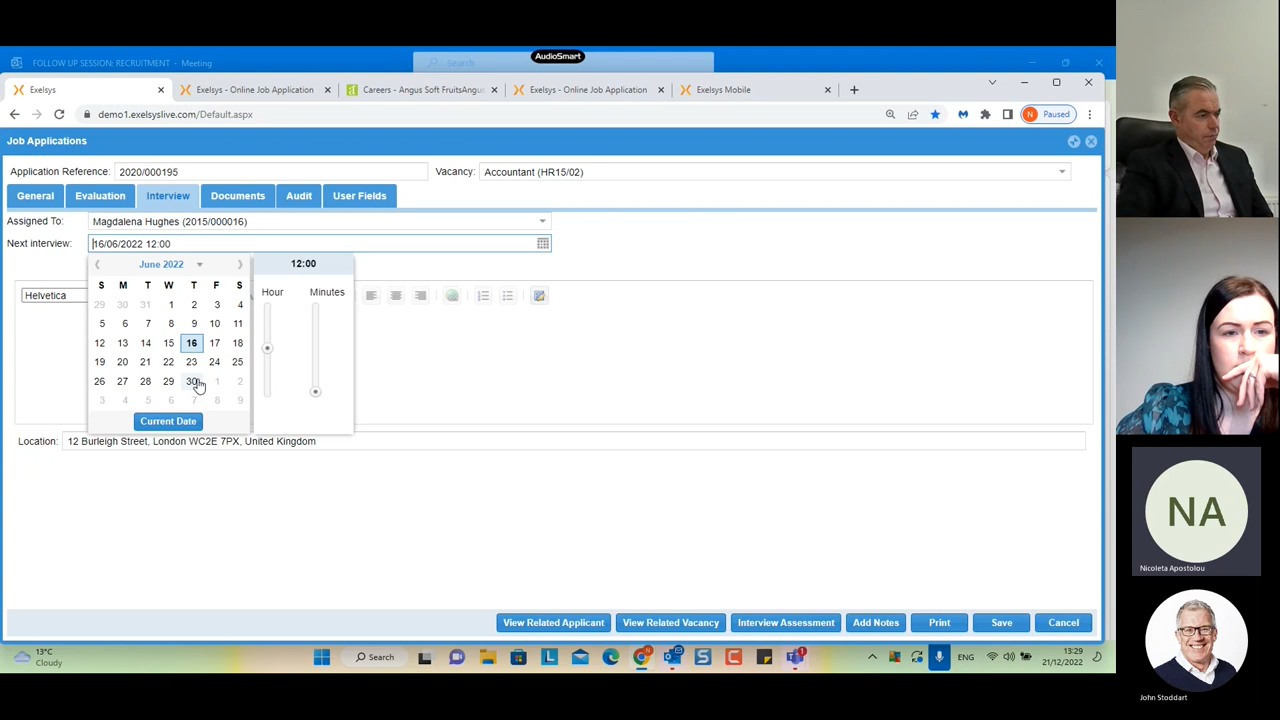 AudioSmart
FOLLOW UP SESSION: RECRUITMENT - Meeting
Search
Exelsys
Exelsys - Online Job Application
Careers - Angus Soft FruitsAngus
Exelsys - Online Job Application
Exelsys Mobile
demo1.exelsyslive.com/Default.aspx
N Paused
Job Applications
Application Reference: 2020/000195 Vacancy: Accountant (HR15/02)
General Evaluation Interview Documents Audit User Fields
Assigned To: Magdalena Hughes (2015/000016)
Next interview: 16/06/2022 12:00
June 2022
S M T W T F S
29 30 31 1 2 3 4
5 6 7 8 9 10 11
12 13 14 15 16 17 18
19 20 21 22 23 24 25
26 27 28 29 30 1 2
3 4 5 6 7 8 9
Current Date
12:00
Hour Minutes
Helvetica
Location: 12 Burleigh Street, London WC2E 7PX, United Kingdom
View Related Applicant View Related Vacancy Interview Assessment Add Notes Print Save Cancel
13°C
Cloudy
Search
L
S
C
1
ENG
13:29
21/12/2022
NA
Nicoleta Apostolou
John Stoddart